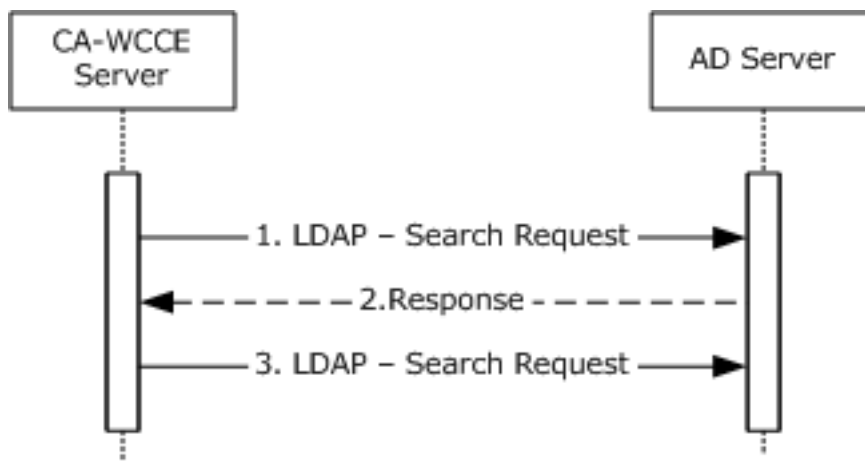 CA-WCCE
Server
AD Server
1. LDAP – Search Request
2.Response
3. LDAP – Search Request